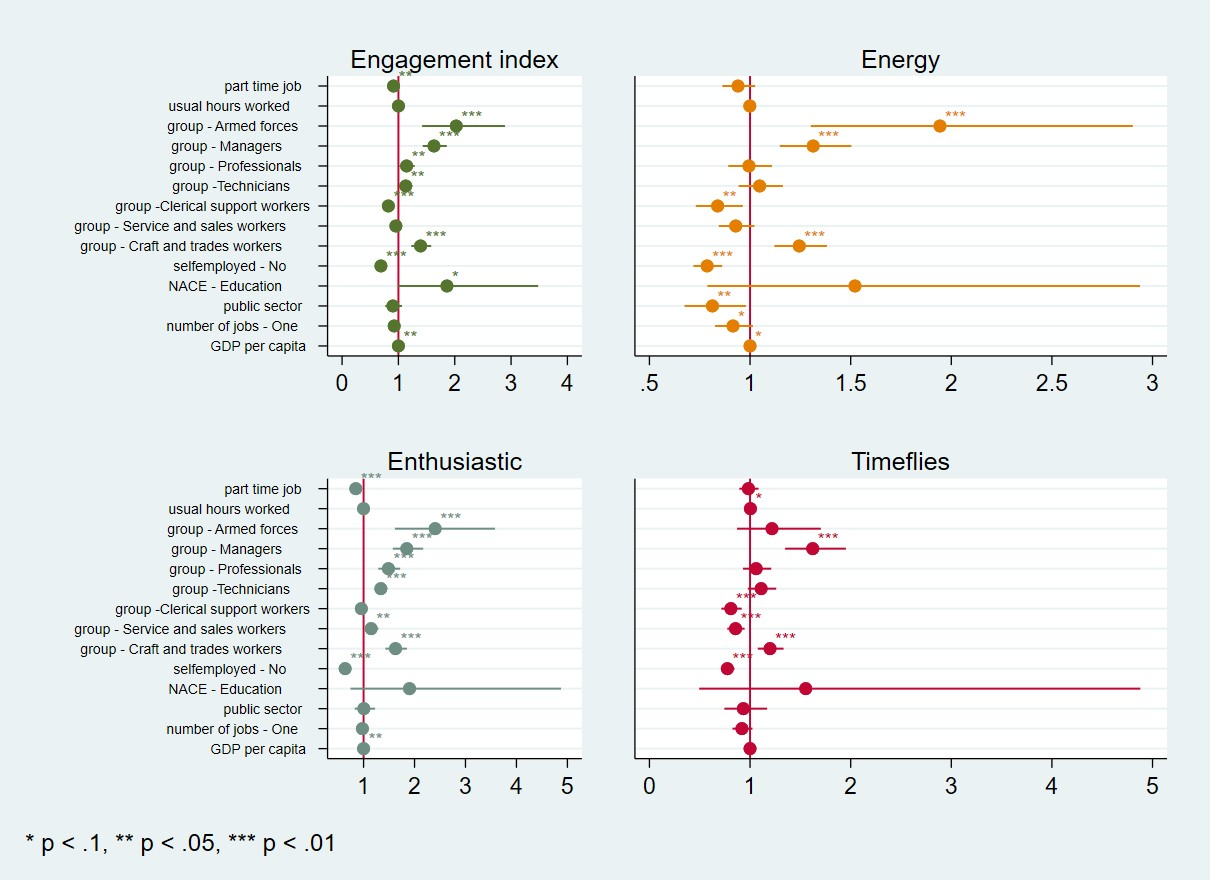 Engagement index
**
part time job
usual hours worked
***
group - Armed forces
***
group - Managers
**
group - Professionals
**
group -Technicians
***
group -Clerical support workers
group - Service and sales workers
***
group - Craft and trades workers
***
selfemployed - No
*
NACE - Education
public sector
number of jobs - One
**
GDP per capita
0 1 2 3 4
Energy
***
***
**
***
***
**
*
*
.5 1 1.5 2 2.5 3
Enthusiastic
***
part time job
usual hours worked
***
group - Armed forces
***
group - Managers
***
group - Professionals
***
group -Technicians
group -Clerical support workers
**
group - Service and sales workers
***
group - Craft and trades workers
***
selfemployed - No
NACE - Education
public sector
number of jobs - One
**
GDP per capita
1 2 3 4 5
Timeflies
*
***
***
***
***
***
0 1 2 3 4 5
* p < .1, ** p < .05, *** p < .01